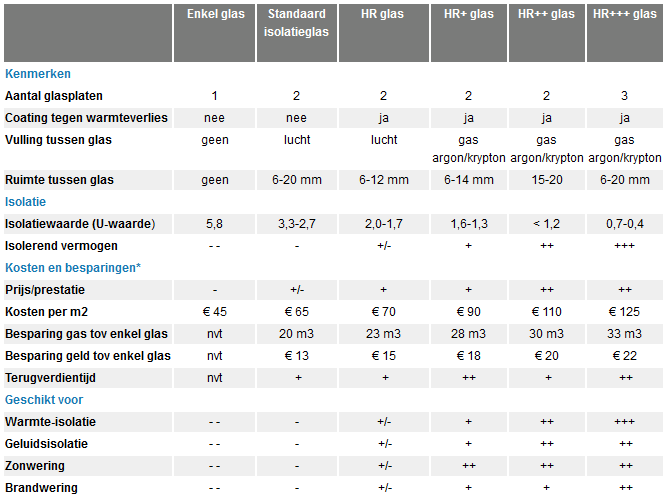 Enkel glas Standaard isolatieglas HR glas HR+ glas HR++ glas HR+++ glas
Kenmerken
Aantal glasplaten 1 2 2 2 2 3
Coating tegen warmteverlies nee nee ja ja ja ja
Vulling tussen glas geen lucht lucht gas argon/krypton gas argon/krypton gas argon/krypton
Ruimte tussen glas geen 6-20 mm 6-12 mm 6-14 mm 15-20 6-20 mm
Isolatie
Isolatiewaarde (U-waarde) 5,8 3,3-2,7 2,0-1,7 1,6-1,3 < 1,2 0,7-0,4
Isolerend vermogen - - - +/- + ++ +++
Kosten en besparingen*
Prijs/prestatie - +/- + + ++ ++
Kosten per m2 € 45 € 65 € 70 € 90 € 110 € 125
Besparing gas tov enkel glas nvt 20 m3 23 m3 28 m3 30 m3 33 m3
Besparing geld tov enkel glas nvt € 13 € 15 € 18 € 20 € 22
Terugverdientijd nvt + + ++ + ++
Geschikt voor
Warmte-isolatie - - - +/- + ++ +++
Geluidsisolatie - - - +/- + ++ ++
Zonwering - - - +/- ++ ++ ++
Brandwering - - - +/- + + ++